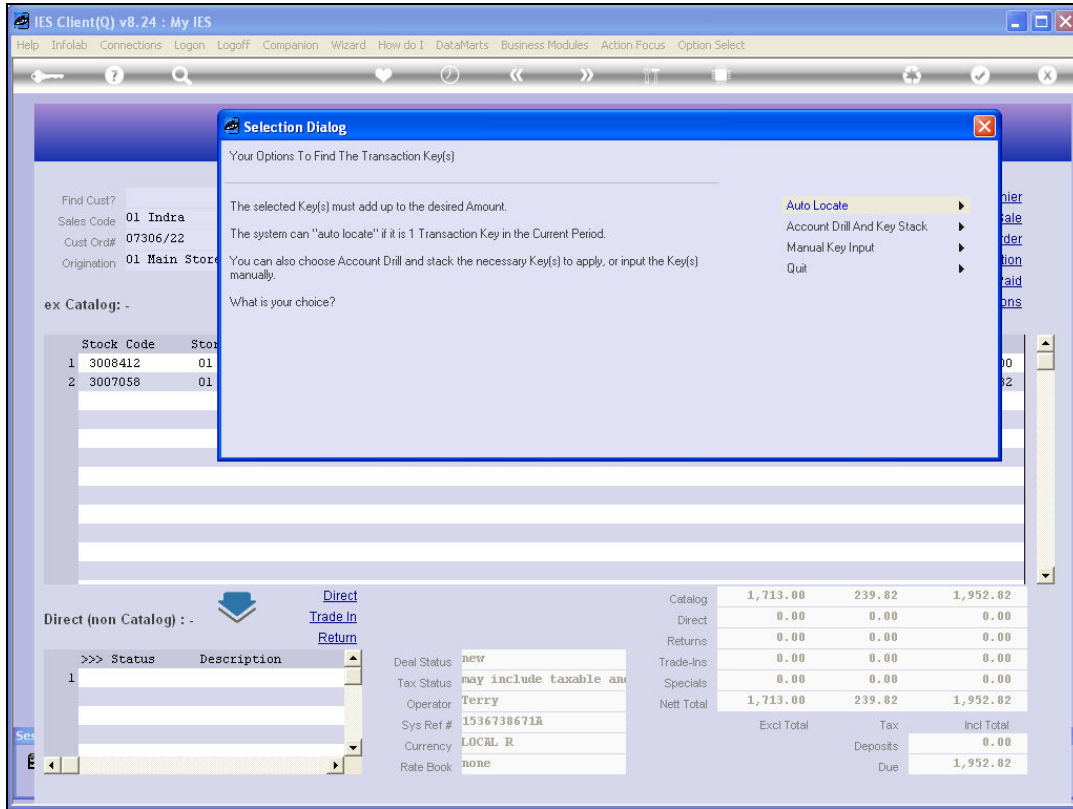 IES Client(Q) v8.24 : My IES
Help Infolab Connections Logon Logoff Companion Wizard How do I DataMarts Business Modules Action Focus Option Select
Selection Dialog
Your Options To Find The Transaction Key(s)
The selected Key(s) must add up to the desired Amount.
The system can "auto locate" if it is 1 Transaction Key in the Current Period.
You can also choose Account Drill and stack the necessary Key(s) to apply, or input the Key(s)
manually.
What is your choice?
Auto Locate
Account Drill And Key Stack
Manual Key Input
Quit
Find Cust?
Sales Code 01 Indra
Cust Ord# 07306/22
Origination 01 Main Store
ex Catalog: -
Stock Code
1 3008412 01
2 3007058 01
Direct (non Catalog) : -
Direct
Trade In
Return
>>> Status Description
1
Deal Status new
Tax Status may include taxable an
Operator Terry
Sys Ref # 1536738671A
Currency LOCAL R
Rate Book none
Catalog 1,713.00 239.82 1,952.82
Direct 0.00 0.00 0.00
Returns 0.00 0.00 0.00
Trade-Ins 0.00 0.00 0.00
Specials 0.00 0.00 0.00
Nett Total 1,713.00 239.82 1,952.82
Excl Total Tax Incl Total
Deposits 0.00
Due 1,952.82